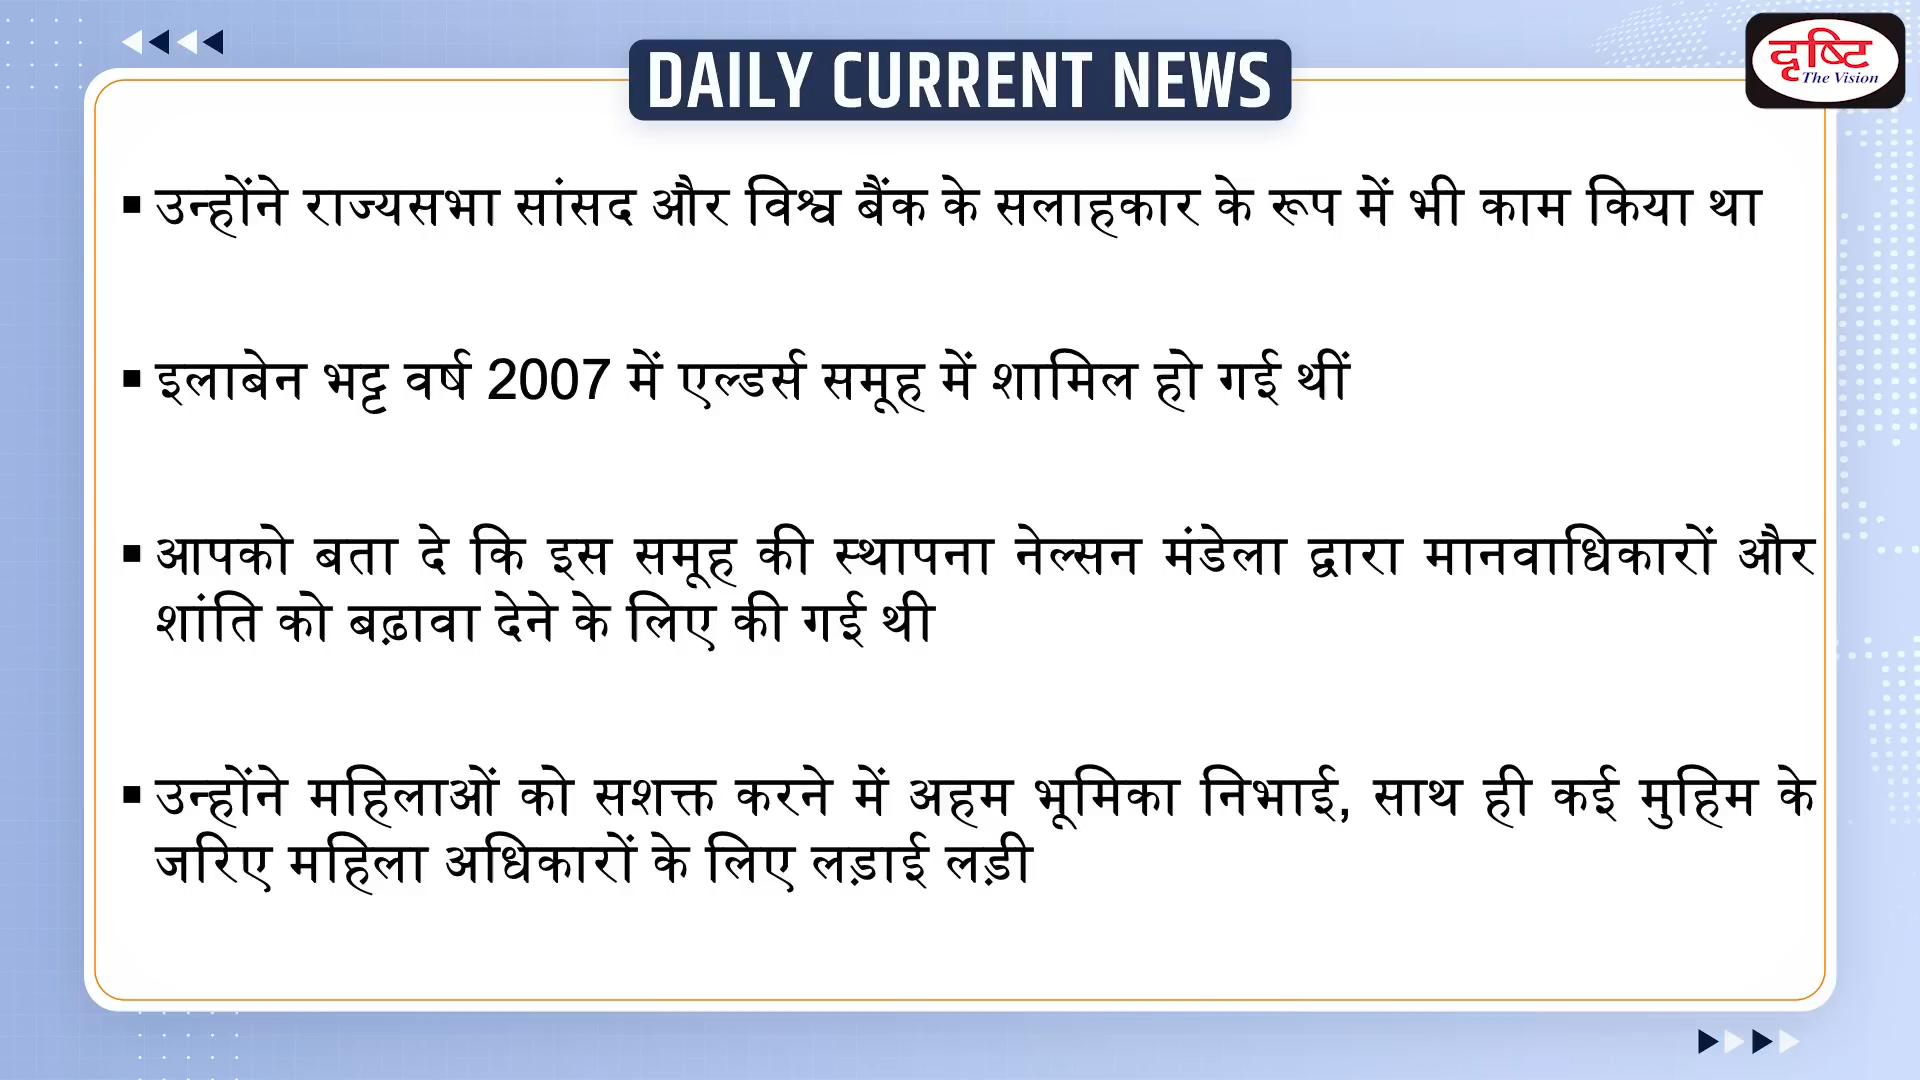 DAILY CURRENT NEWS
दृष्टि
The Vision
▪ उन्होंने राज्यसभा सांसद और विश्व बैंक के सलाहकार के रूप में भी काम किया था
▪ इलाबेन भट्ट वर्ष 2007 में एल्डर्स समूह में शामिल हो गई थीं
▪ आपको बता दे कि इस समूह की स्थापना नेल्सन मंडेला द्वारा मानवाधिकारों और
शांति को बढ़ावा देने के लिए की गई थी
▪ उन्होंने महिलाओं को सशक्त करने में अहम भूमिका निभाई, साथ ही कई मुहिम के
जरिए महिला अधिकारों के लिए लड़ाई लड़ी